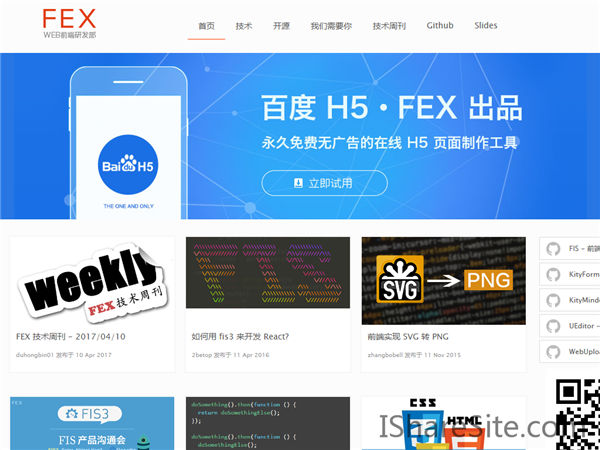 FEX
WEB前端研发部
首页 技术 开源 我们需要你 技术周刊 Github Slides
百度 H5 · FEX 出品
永久免费无广告的在线 H5 页面制作工具
立即试用
Bai du H5
THE ONE AND ONLY
weekly
FEX 技术周刊
FIS
SVG
PNG
FEX 技术周刊 - 2017/04/10
duhongbin01 发布于 10 Apr 2017
如何用 fis3 来开发 React?
2betop 发布于 11 Apr 2016
前端实现 SVG 转 PNG
zhangbobell 发布于 11 Nov 2015
FIS - 前端
KityForm
KityMinde
UEditor -
WebUploa
FEX
FIS3
FIS 产品沟通会
doSomething().then(function () {
return doSomethingElse();
});
doSomething().then(function () {
doSomethingElse();
CSS
HTML
IShareSite.com